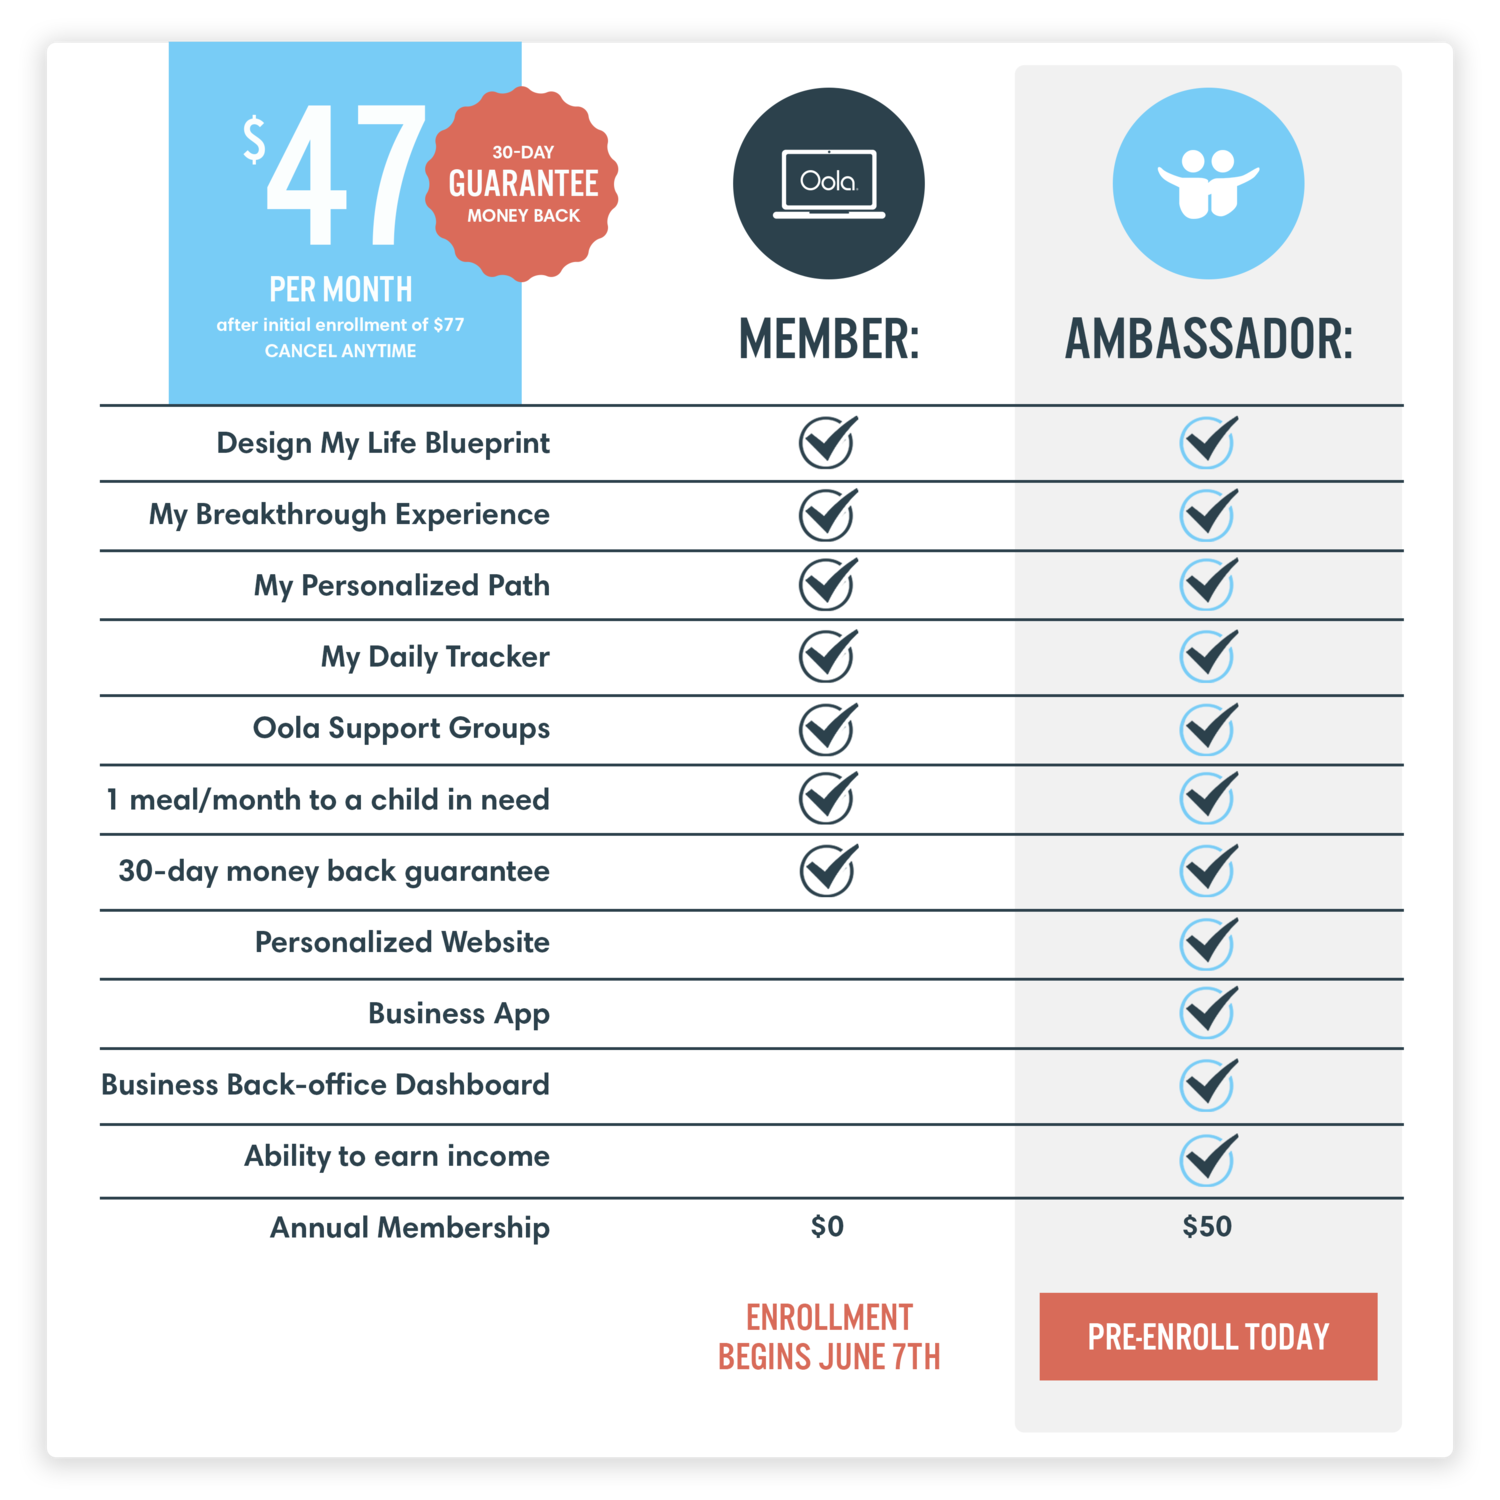 $47
PER MONTH
after initial enrollment of $77
CANCEL ANYTIME
30-DAY
GUARANTEE
MONEY BACK
Oola.
MEMBER:
AMBASSADOR:
Design My Life Blueprint
My Breakthrough Experience
My Personalized Path
My Daily Tracker
Oola Support Groups
1 meal/month to a child in need
30-day money back guarantee
Personalized Website
Business App
Business Back-office Dashboard
Ability to earn income
Annual Membership $0 $50
ENROLLMENT
BEGINS JUNE 7TH
PRE-ENROLL TODAY